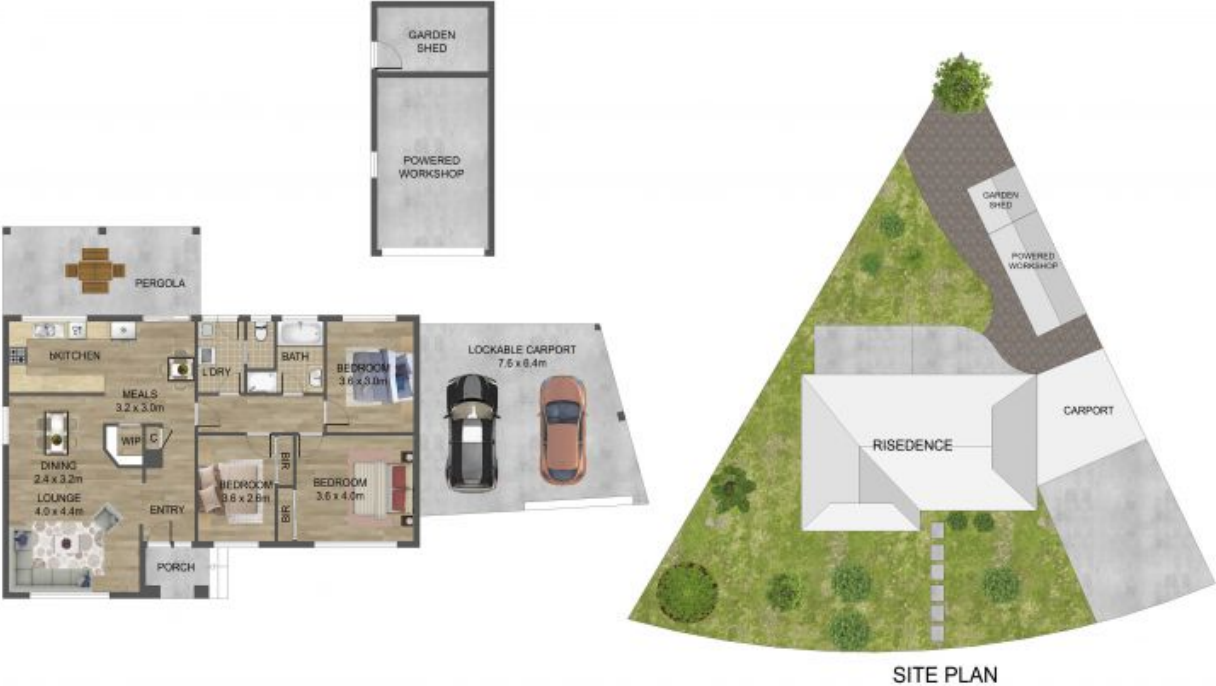 GARDEN
SHED
POWERED
WORKSHOP
PERGOLA
bKITCHEN
L'DRY
BATH
BEDROOM
3.6 x 3.0m
LOCKABLE CARPORT
7.6 x 6.4m
MEALS
3.2 x 3.0m
WIP
C
DINING
2.4 x 3.2m
LOUNGE
4.0 x 4.4m
ENTRY
PORCH
BEDROOM
3.6 x 2.6m
BIR
BIR
BEDROOM
3.6 x 4.0m
GARDEN
SHED
POWERED
WORKSHOP
CARPORT
RISEDENCE
SITE PLAN